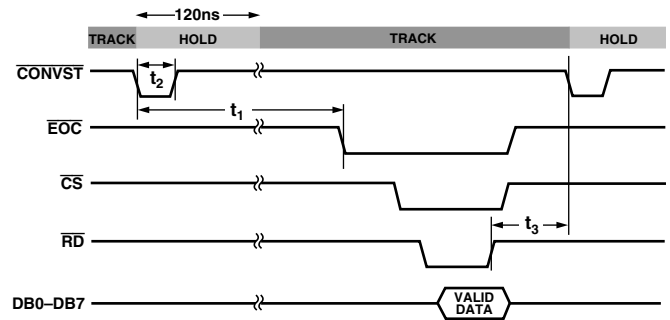 120ns
TRACK HOLD TRACK HOLD
CONVST
t2
t1
EOC
CS
t3
RD
DB0–DB7
VALID
DATA